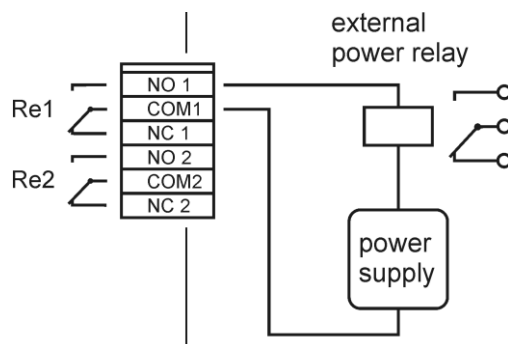 external
power relay
NO 1
COM1
NC 1
NO 2
COM2
NC 2
Re1
Re2
power
supply